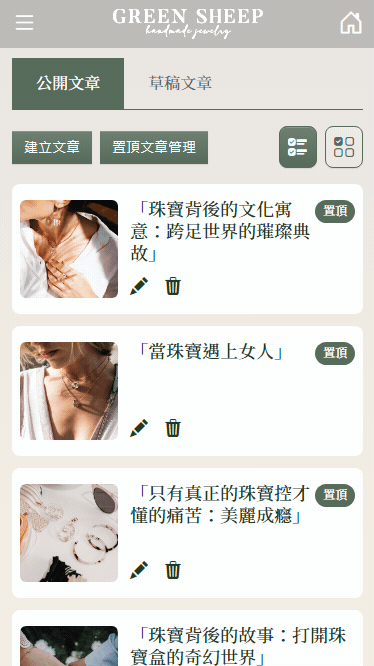 GREEN SHEEP
handmade jewelry
公開文章
草稿文章
建立文章
置頂文章管理
「珠寶背後的文化寓
意：跨足世界的璀璨典
故」
置頂
「當珠寶遇上女人」
置頂
「只有真正的珠寶控才
懂的痛苦：美麗成癮」
置頂
「珠寶背後的故事：打開珠
寶盒的奇幻世界」